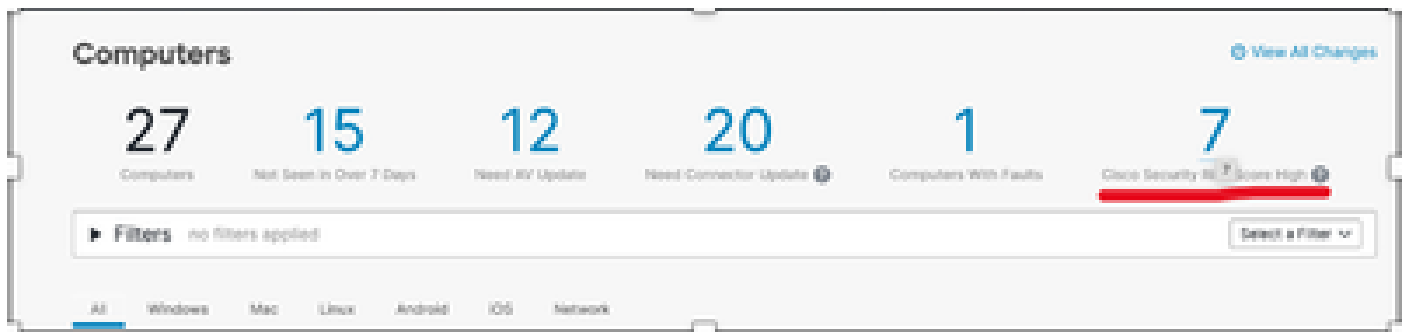 Computers
View All Changes
27 15 12 20 1 7
Computers Not Seen in Over 7 Days Need AV Update Need Connector Update ? Computers With Faults Cisco Security 7 Score High ?
Filters no filters applied Select a Filter
All Windows Mac Linux Android iOS Network